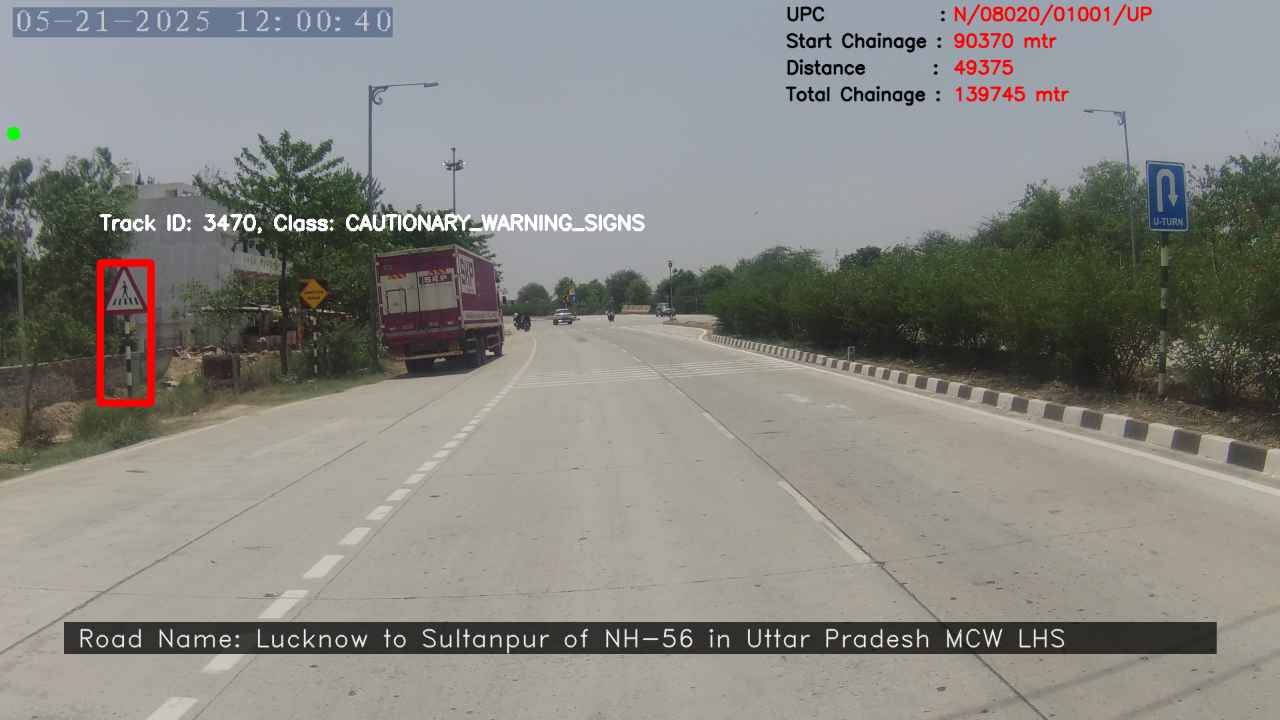 05-21-2025 12:00:40
UPC : N/08020/01001/UP
Start Chainage : 90370 mtr
Distance : 49375
Total Chainage : 139745 mtr
Track ID: 3470, Class: CAUTIONARY_WARNING_SIGNS
U-TURN
Road Name: Lucknow to Sultanpur of NH-56 in Uttar Pradesh MCW LHS